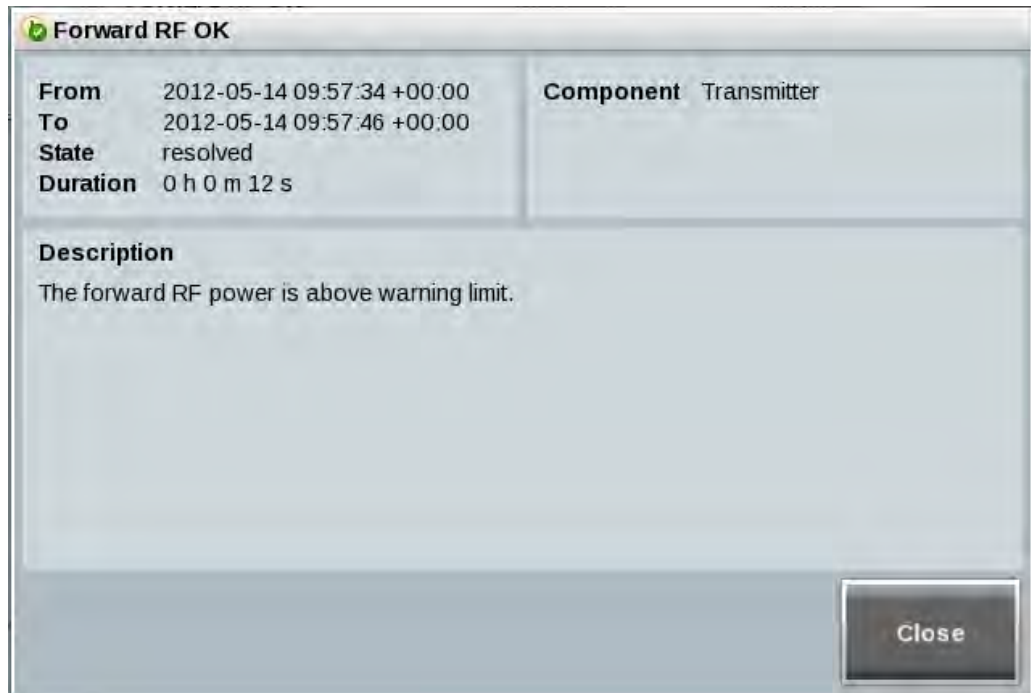 Forward RF OK
From 2012-05-14 09:57:34 +00:00
To 2012-05-14 09:57:46 +00:00
State resolved
Duration 0 h 0 m 12 s
Component Transmitter
Description
The forward RF power is above warning limit.
Close